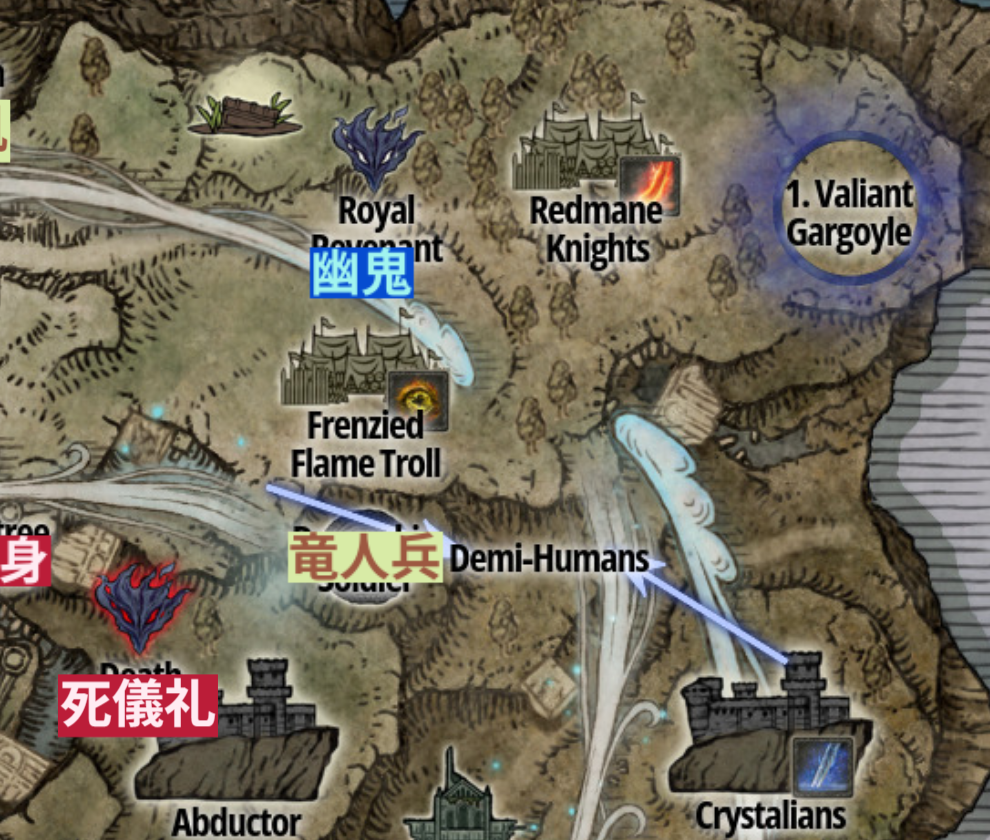 Royal
幽鬼
Redmane
Knights
1. Valiant
Gargoyle
Frenzied
Flame Troll
竜人兵
Demi-Humans
身
死儀礼
Abductor
Crystalians